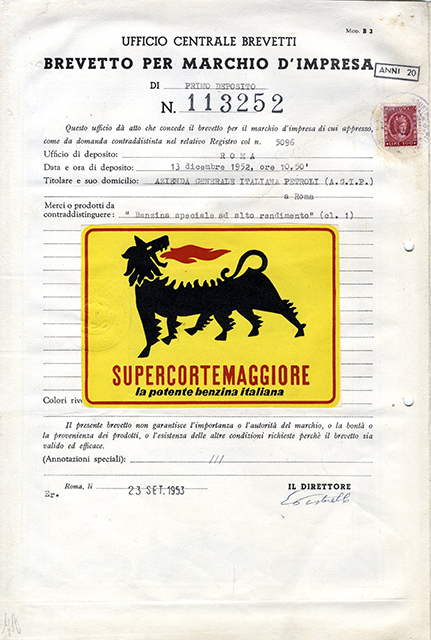 Mod. B 3
UFFICIO CENTRALE BREVETTI
BREVETTO PER MARCHIO D'IMPRESA
ANNI 20
DI PRIMO DEPOSITO
N. 113252
Questo ufficio dà atto che concede il brevetto per il marchio d'impresa di cui appresso,
come da domanda contraddistinta nel relativo Registro col n. 5096
Ufficio di deposito: ROMA
Data e ora di deposito: 13 dicembre 1952, ore 10.50'
Titolare e suo domicilio: AZIENDA GENERALE ITALIANA PETROLI (A.G.I.P.)
a Roma
Merci o prodotti da
contraddistinguere: "Benzina speciale ad alto rendimento" (cl. 1)
SUPERCORTEMAGGIORE
la potente benzina italiana
Colori riv
Il presente brevetto non garantisce l'importanza o l'autorità del marchio, o la bontà o
la provenienza dei prodotti, o l'esistenza delle altre condizioni richieste perchè il brevetto sia
valido ed efficace.
(Annotazioni speciali): ///
Roma, li 23 SET. 1953
IL DIRETTORE
Er.